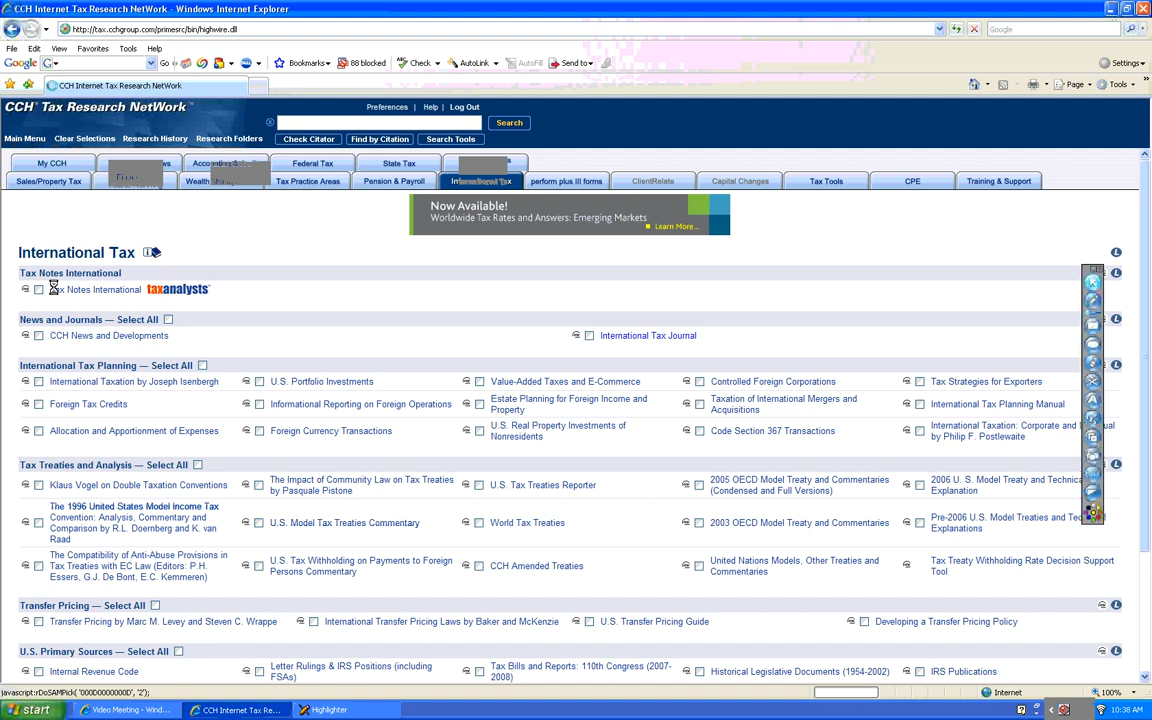 CCH Internet Tax Research NetWork - Windows Internet Explorer
http://tax.cchgroup.com/primesrc/bin/highwire.dll
Google
File Edit View Favorites Tools Help
Google Go Bookmarks 88 blocked Check AutoLink AutoFill Send to Settings
CCH Internet Tax Research NetWork Page Tools
CCH Tax Research NetWork
Preferences Help Log Out
Search
Main Menu Clear Selections Research History Research Folders Check Citator Find by Citation Search Tools
My CCH Federal Tax State Tax
Sales/Property Tax Wealth Tax Practice Areas Pension & Payroll International Tax perform plus III forms ClientRelate Capital Changes Tax Tools CPE Training & Support
Now Available!
Worldwide Tax Rates and Answers: Emerging Markets
Learn More...
International Tax
Tax Notes International
Tax Notes International taxanalysts
News and Journals — Select All
CCH News and Developments International Tax Journal
International Tax Planning — Select All
International Taxation by Joseph Isenbergh U.S. Portfolio Investments Value-Added Taxes and E-Commerce Controlled Foreign Corporations Tax Strategies for Exporters
Foreign Tax Credits Informational Reporting on Foreign Operations Estate Planning for Foreign Income and Property Taxation of International Mergers and Acquisitions International Tax Planning Manual
Allocation and Apportionment of Expenses Foreign Currency Transactions U.S. Real Property Investments of Nonresidents Code Section 367 Transactions International Taxation: Corporate and by Philip F. Postlewaite
Tax Treaties and Analysis — Select All
Klaus Vogel on Double Taxation Conventions The Impact of Community Law on Tax Treaties by Pasquale Pistone U.S. Tax Treaties Reporter 2005 OECD Model Treaty and Commentaries (Condensed and Full Versions) 2006 U. S. Model Treaty and Technical Explanation
The 1996 United States Model Income Tax Convention: Analysis, Commentary and Comparison by R.L. Doernberg and K. van Raad U.S. Model Tax Treaties Commentary World Tax Treaties 2003 OECD Model Treaty and Commentaries Pre-2006 U.S. Model Treaties and Explanations
The Compatibility of Anti-Abuse Provisions in Tax Treaties with EC Law (Editors: P.H. Essers, G.J. De Bont, E.C. Kemmeren) U.S. Tax Withholding on Payments to Foreign Persons Commentary CCH Amended Treaties United Nations Models, Other Treaties and Commentaries Tax Treaty Withholding Rate Decision Support Tool
Transfer Pricing — Select All
Transfer Pricing by Marc M. Levey and Steven C. Wrappe International Transfer Pricing Laws by Baker and McKenzie U.S. Transfer Pricing Guide Developing a Transfer Pricing Policy
U.S. Primary Sources — Select All
Internal Revenue Code Letter Rulings & IRS Positions (including FSAs) Tax Bills and Reports: 110th Congress (2007-2008) Historical Legislative Documents (1954-2002) IRS Publications
javascript:rDoSAMPick( '000D0000000D', '2'); Internet 100%
start Video Meeting - Wind... CCH Internet Tax Re... Highlighter 10:38 AM